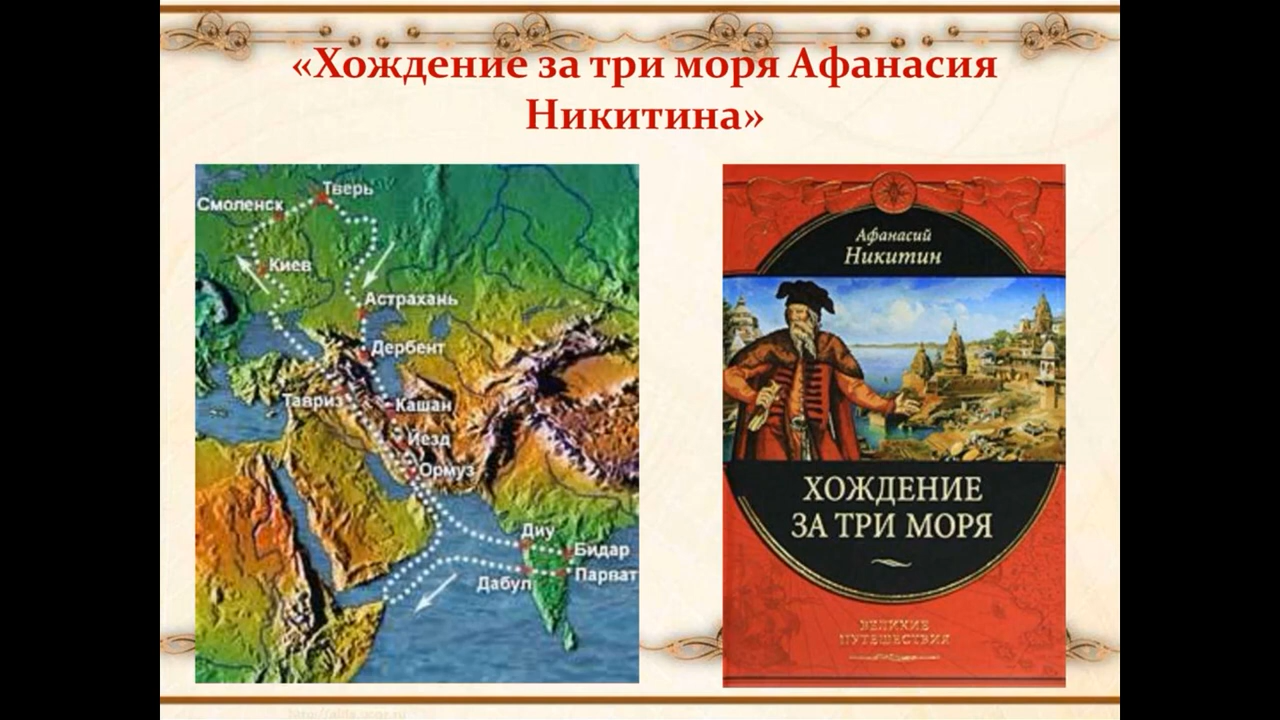 «Хождение за три моря Афанасия
Никитина»
Тверь
Смоленск
Киев
Астрахань
Дербент
Тавриз
Кашан
Йезд
Ормуз
Диу
Бидар
Дабул
Парват
Афанасий
Никитин
ХОЖДЕНИЕ
ЗА ТРИ МОРЯ
ВЕЛИКИЕ
ПУТЕШЕСТВИЯ